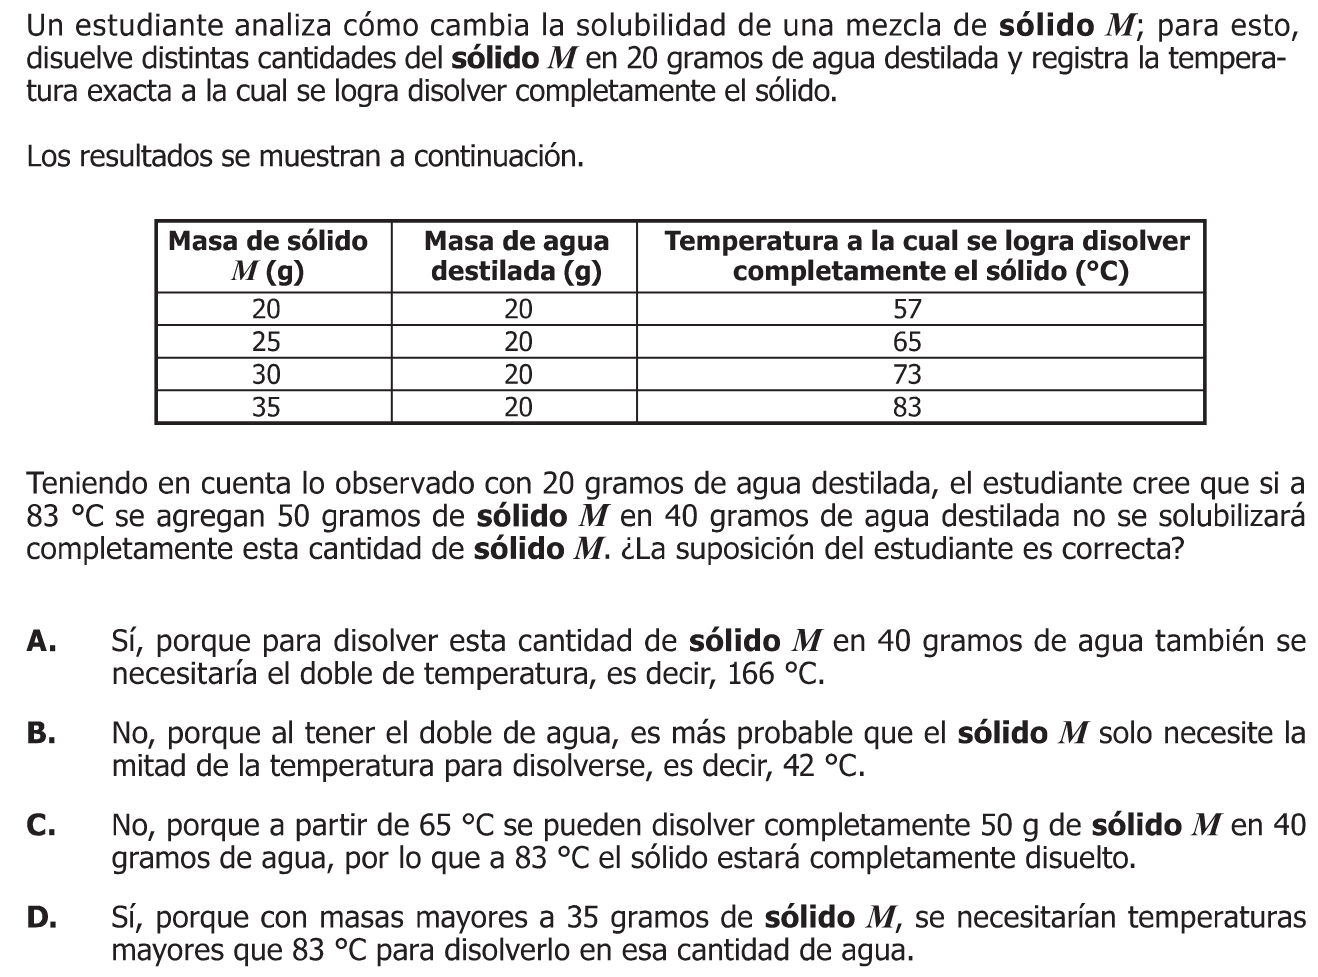 Un estudiante analiza cómo cambia la solubilidad de una mezcla de sólido M; para esto,
disuelve distintas cantidades del sólido M en 20 gramos de agua destilada y registra la tempera-
tura exacta a la cual se logra disolver completamente el sólido.
Los resultados se muestran a continuación.
Masa de sólido M (g) | Masa de agua destilada (g) | Temperatura a la cual se logra disolver completamente el sólido (°C)
20 | 20 | 57
25 | 20 | 65
30 | 20 | 73
35 | 20 | 83
Teniendo en cuenta lo observado con 20 gramos de agua destilada, el estudiante cree que si a
83 °C se agregan 50 gramos de sólido M en 40 gramos de agua destilada no se solubilizará
completamente esta cantidad de sólido M. ¿La suposición del estudiante es correcta?
A. Sí, porque para disolver esta cantidad de sólido M en 40 gramos de agua también se
necesitaría el doble de temperatura, es decir, 166 °C.
B. No, porque al tener el doble de agua, es más probable que el sólido M solo necesite la
mitad de la temperatura para disolverse, es decir, 42 °C.
C. No, porque a partir de 65 °C se pueden disolver completamente 50 g de sólido M en 40
gramos de agua, por lo que a 83 °C el sólido estará completamente disuelto.
D. Sí, porque con masas mayores a 35 gramos de sólido M, se necesitarían temperaturas
mayores que 83 °C para disolverlo en esa cantidad de agua.